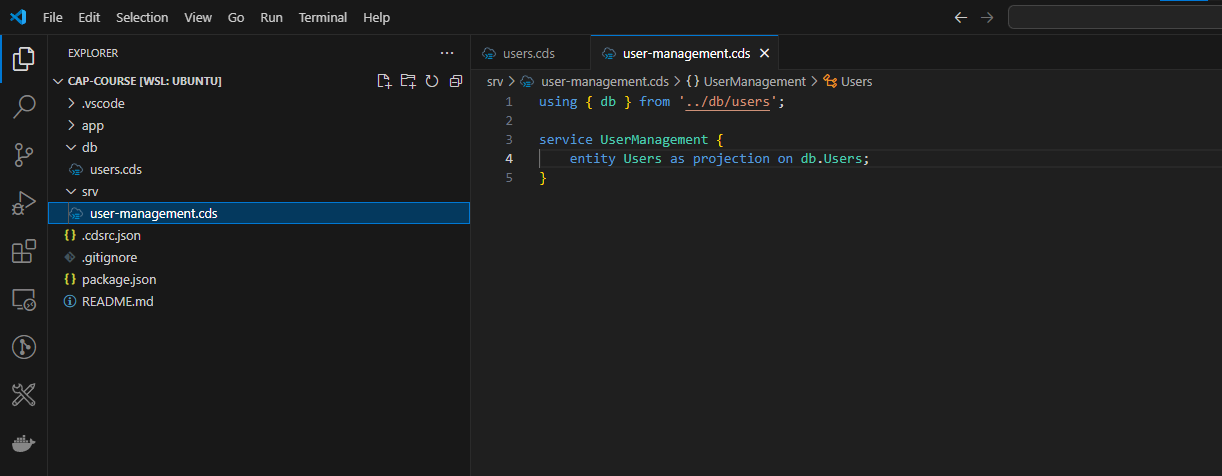 File Edit Selection View Go Run Terminal Help
EXPLORER
CAP-COURSE [WSL: UBUNTU]
.vscode
app
db
users.cds
srv
user-management.cds
{} .cdsrc.json
.gitignore
{} package.json
README.md
users.cds
user-management.cds
srv > user-management.cds > {} UserManagement > Users
1 using { db } from '../db/users';
2
3 service UserManagement {
4 entity Users as projection on db.Users;
5 }